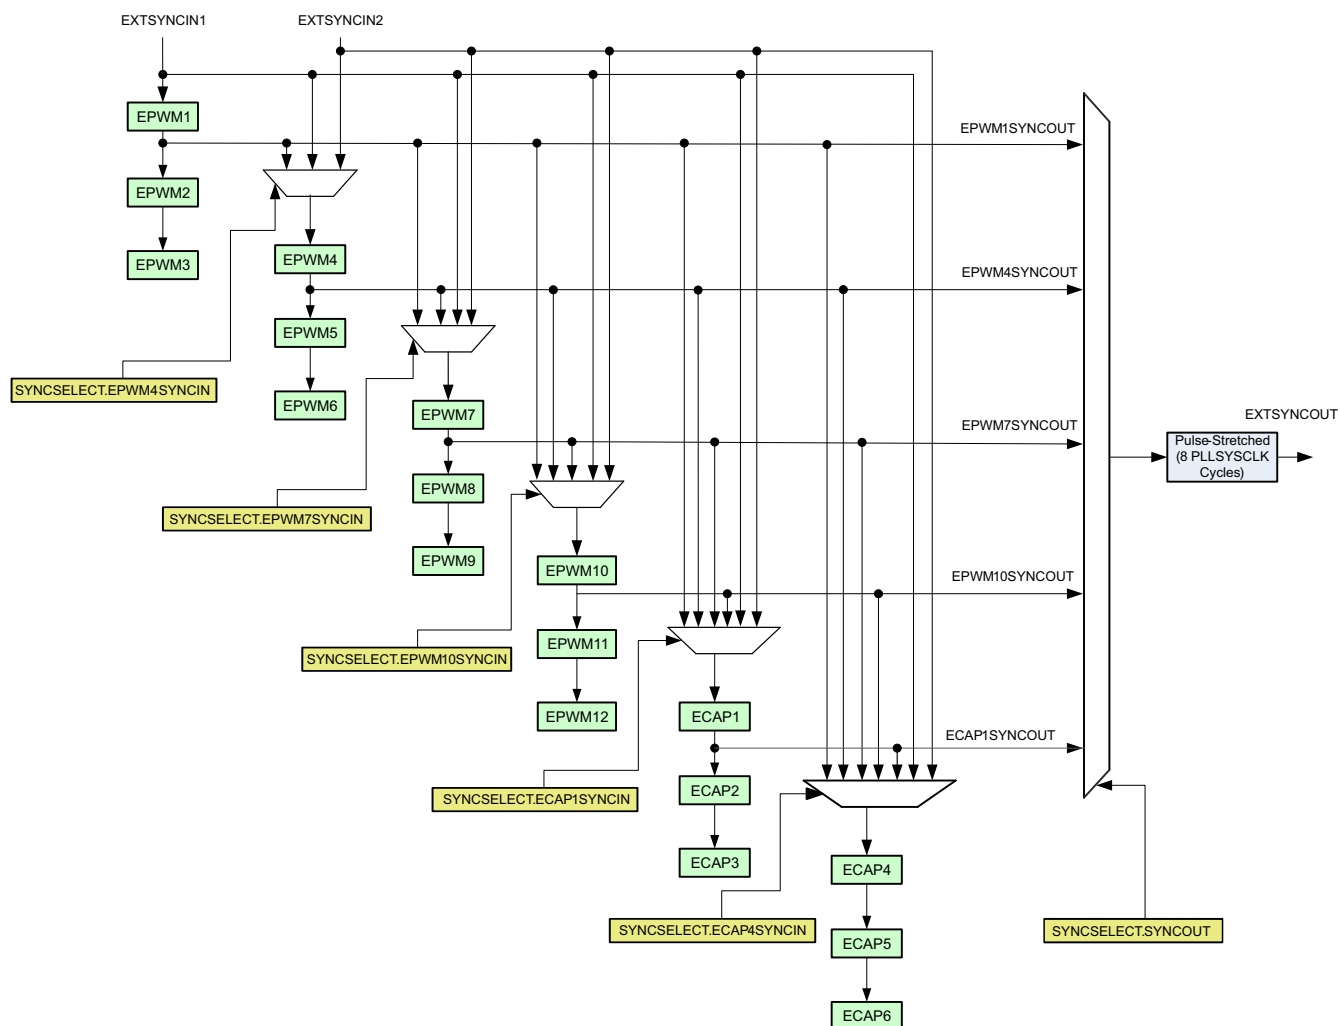 EXTSYNCIN1
EXTSYNCIN2
EPWM1
EPWM1SYNCOUT
EPWM2
EPWM3
EPWM4
EPWM4SYNCOUT
EPWM5
SYNCSELECT.EPWM4SYNCIN
EPWM6
EPWM7
EPWM7SYNCOUT
EXTSYNCOUT
Pulse-Stretched
(8 PLLSYSCLK
Cycles)
EPWM8
SYNCSELECT.EPWM7SYNCIN
EPWM9
EPWM10
EPWM10SYNCOUT
EPWM11
SYNCSELECT.EPWM10SYNCIN
EPWM12
ECAP1
ECAP1SYNCOUT
ECAP2
SYNCSELECT.ECAP1SYNCIN
ECAP3
ECAP4
SYNCSELECT.ECAP4SYNCIN
SYNCSELECT.SYNCOUT
ECAP5
ECAP6